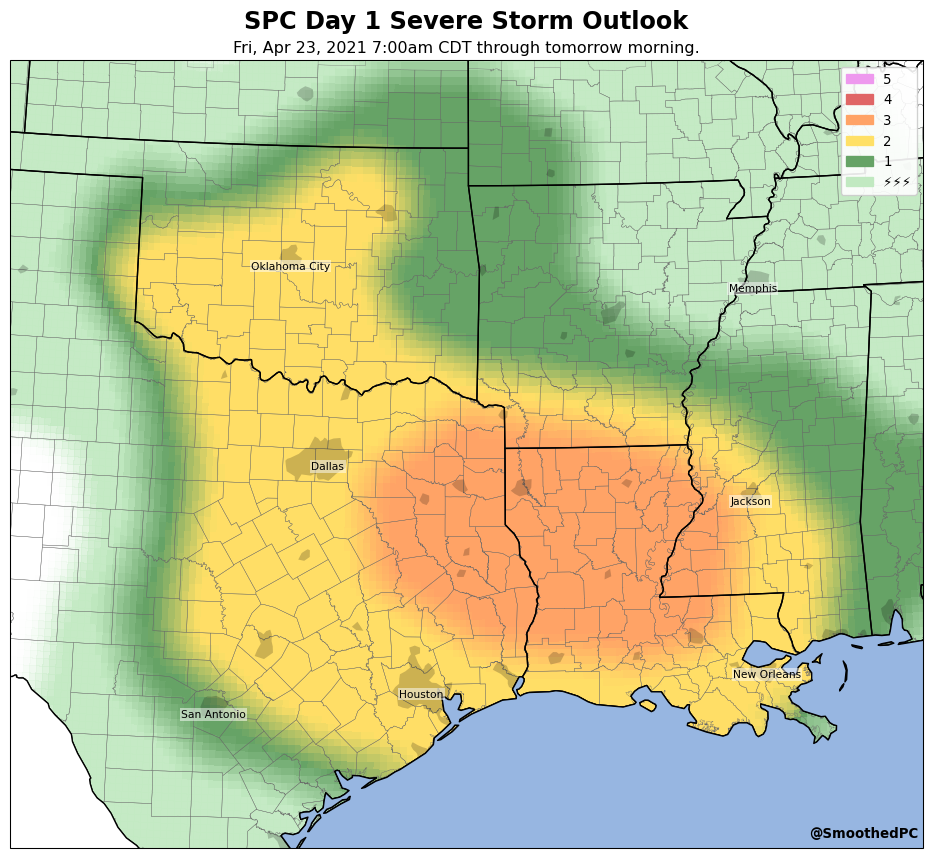 SPC Day 1 Severe Storm Outlook
Fri, Apr 23, 2021 7:00am CDT through tomorrow morning.
5
4
3
2
1
⚡⚡⚡
Oklahoma City
Memphis
Dallas
Jackson
New Orleans
Houston
San Antonio
@SmoothedPC